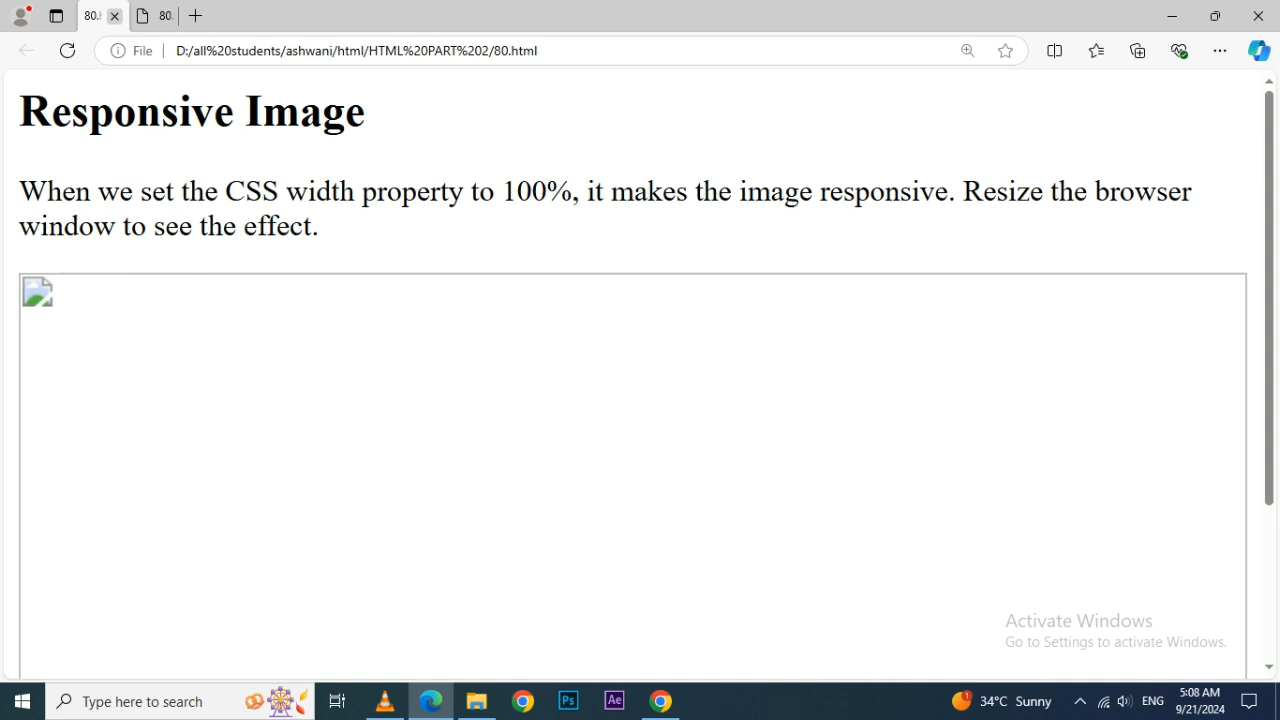 80.h
80.
File
D:/all%20students/ashwani/html/HTML%20PART%202/80.html
Responsive Image
When we set the CSS width property to 100%, it makes the image responsive. Resize the browser
window to see the effect.
Activate Windows
Go to Settings to activate Windows.
Type here to search
Ps
Ae
1
34°C Sunny
ENG
5:08 AM
9/21/2024